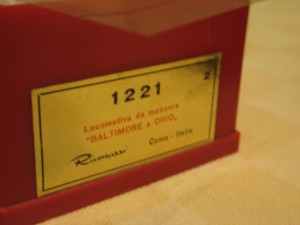 1221
2
Locomotiva da manovra
"BALTIMORE e OHIO„
Rivarossi Como - Italia